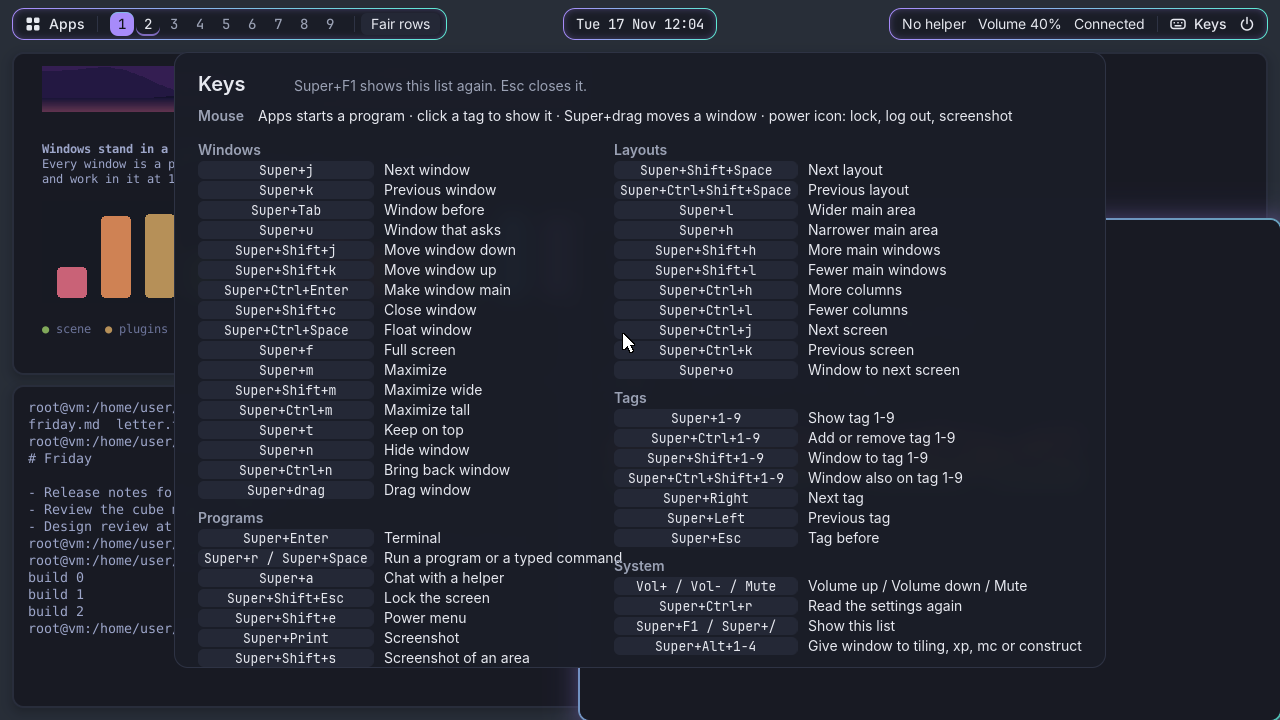 Apps 1 2 3 4 5 6 7 8 9 Fair rows
Tue 17 Nov 12:04
No helper Volume 40% Connected Keys
Keys Super+F1 shows this list again. Esc closes it.
Mouse Apps starts a program · click a tag to show it · Super+drag moves a window · power icon: lock, log out, screenshot
Windows
Super+j Next window
Super+k Previous window
Super+Tab Window before
Super+u Window that asks
Super+Shift+j Move window down
Super+Shift+k Move window up
Super+Ctrl+Enter Make window main
Super+Shift+c Close window
Super+Ctrl+Space Float window
Super+f Full screen
Super+m Maximize
Super+Shift+m Maximize wide
Super+Ctrl+m Maximize tall
Super+t Keep on top
Super+n Hide window
Super+Ctrl+n Bring back window
Super+drag Drag window
Programs
Super+Enter Terminal
Super+r / Super+Space Run a program or a typed command
Super+a Chat with a helper
Super+Shift+Esc Lock the screen
Super+Shift+e Power menu
Super+Print Screenshot
Super+Shift+s Screenshot of an area
Layouts
Super+Shift+Space Next layout
Super+Ctrl+Shift+Space Previous layout
Super+l Wider main area
Super+h Narrower main area
Super+Shift+h More main windows
Super+Shift+l Fewer main windows
Super+Ctrl+h More columns
Super+Ctrl+l Fewer columns
Super+Ctrl+j Next screen
Super+Ctrl+k Previous screen
Super+o Window to next screen
Tags
Super+1-9 Show tag 1-9
Super+Ctrl+1-9 Add or remove tag 1-9
Super+Shift+1-9 Window to tag 1-9
Super+Ctrl+Shift+1-9 Window also on tag 1-9
Super+Right Next tag
Super+Left Previous tag
Super+Esc Tag before
System
Vol+ / Vol- / Mute Volume up / Volume down / Mute
Super+Ctrl+r Read the settings again
Super+F1 / Super+/ Show this list
Super+Alt+1-4 Give window to tiling, xp, mc or construct
Windows stand in a
Every window is a p
and work in it at 1
scene plugins
root@vm:/home/user/
friday.md letter.
root@vm:/home/user/
# Friday
- Release notes fo
- Review the cube
- Design review at
root@vm:/home/user/
root@vm:/home/user/
build 0
build 1
build 2
root@vm:/home/user/